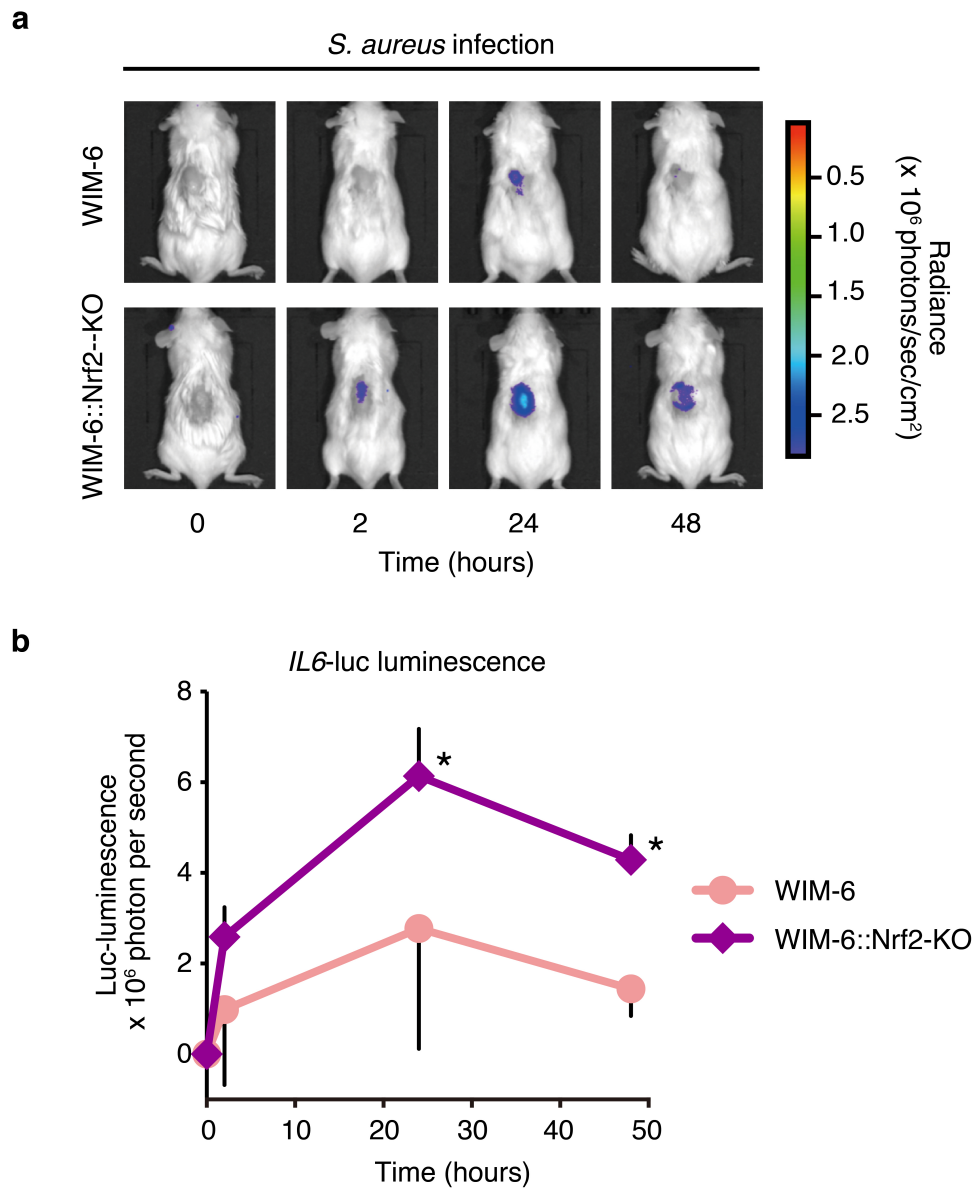 a
S. aureus infection
WIM-6
WIM-6::Nrf2--KO
0.5
1.0
1.5
2.0
2.5
Radiance
(x 10⁶ photons/sec/cm²)
0 2 24 48
Time (hours)
b
IL6-luc luminescence
Luc-luminescence
x 10⁶ photon per second
8
6
4
2
0
*
*
WIM-6
WIM-6::Nrf2-KO
0 10 20 30 40 50
Time (hours)